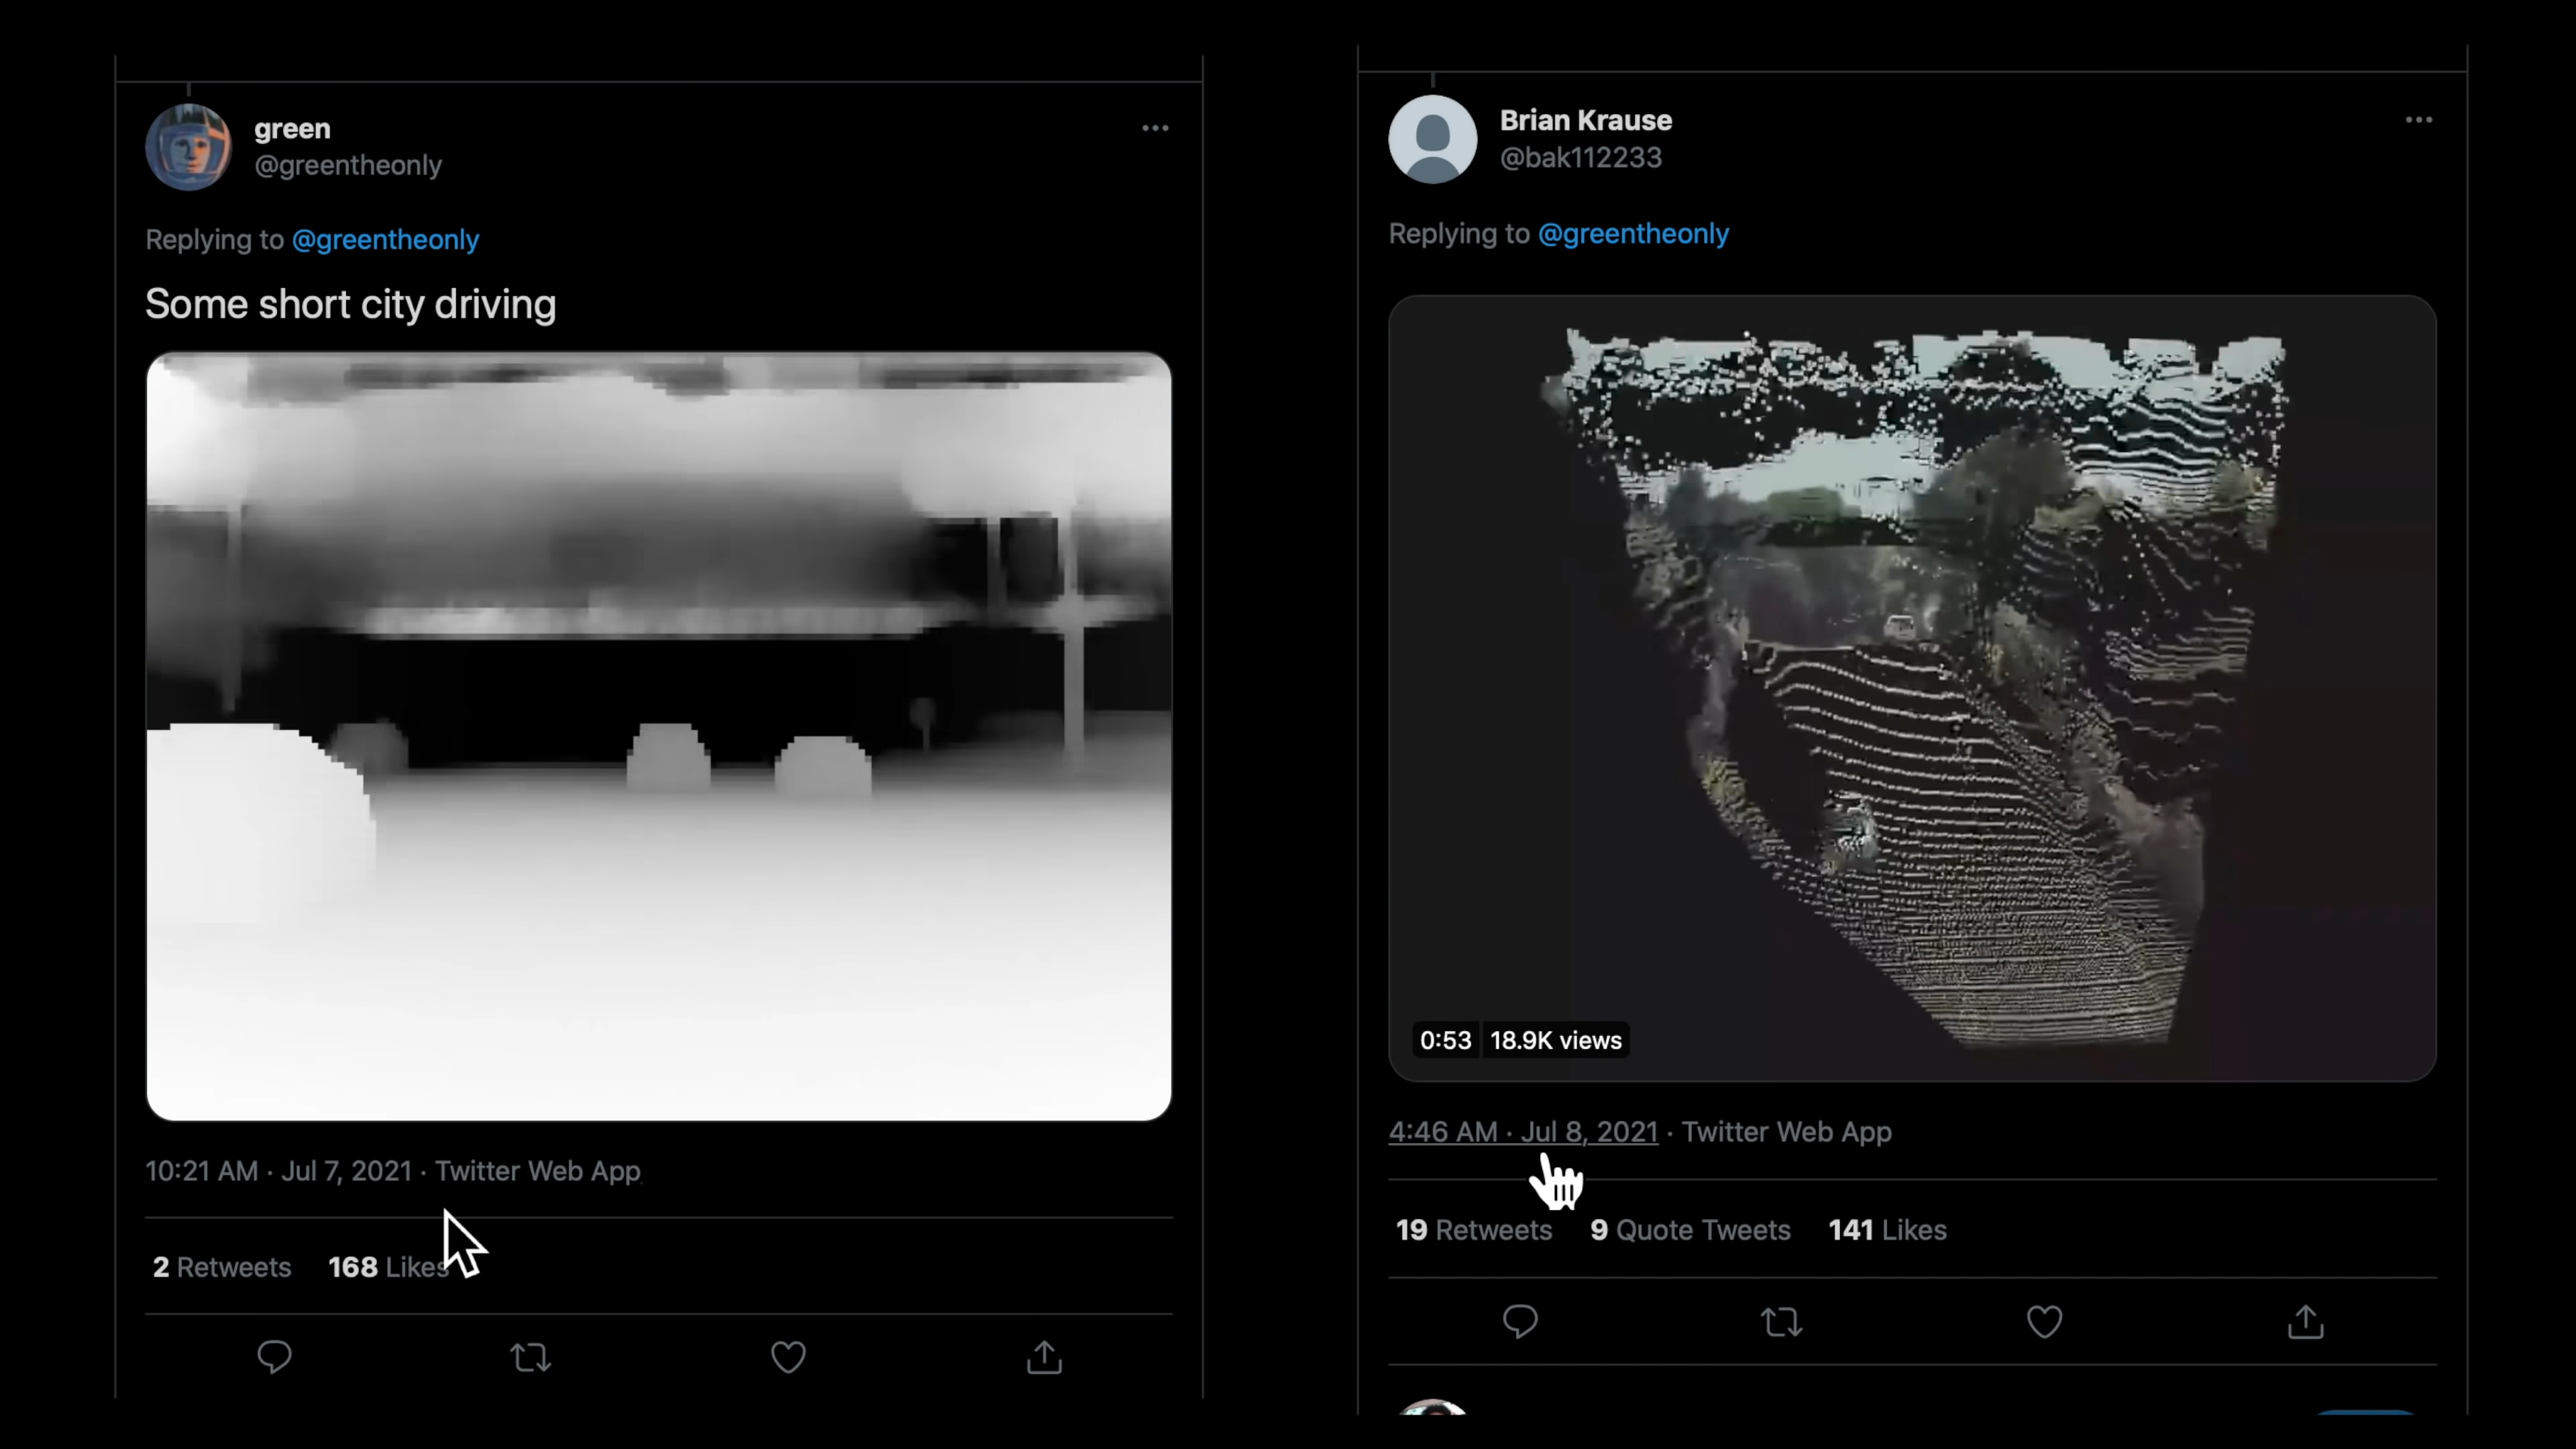 green
@greentheonly
Replying to @greentheonly
Some short city driving
10:21 AM · Jul 7, 2021 · Twitter Web App
2 Retweets 168 Likes
Brian Krause
@bak112233
Replying to @greentheonly
0:53 18.9K views
4:46 AM · Jul 8, 2021 · Twitter Web App
19 Retweets 9 Quote Tweets 141 Likes